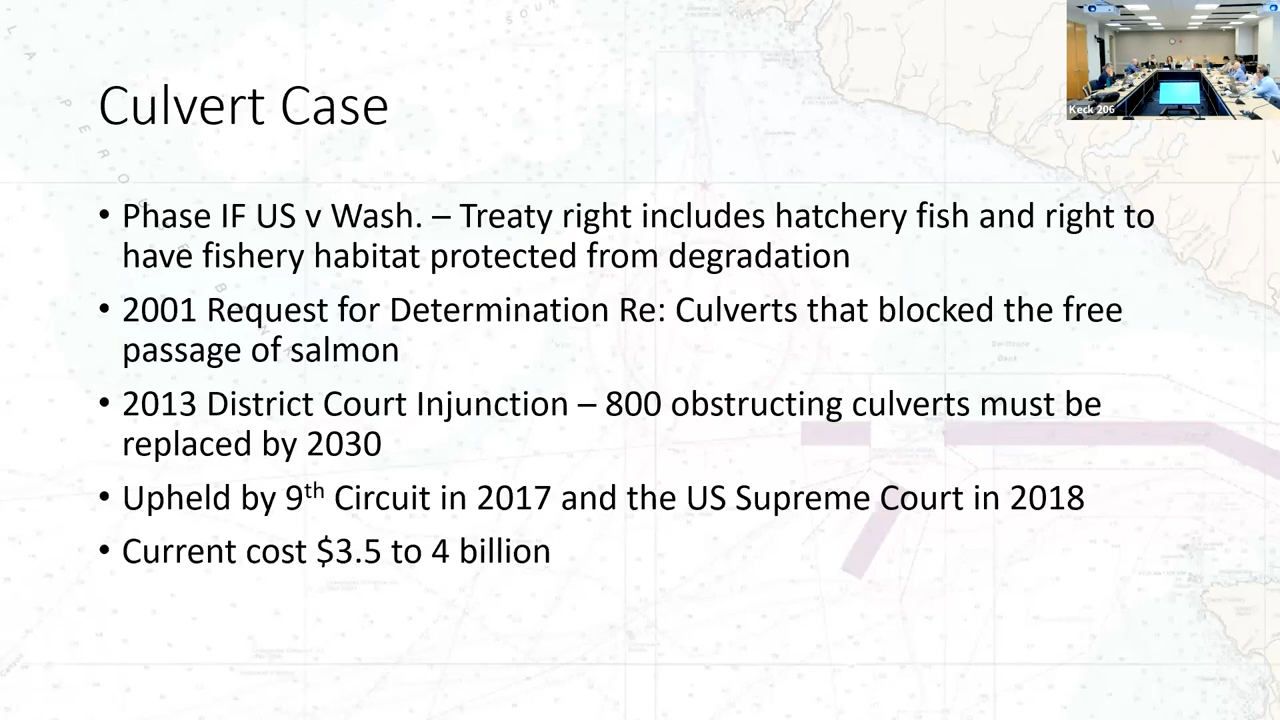 Culvert Case
Keck 206
• Phase IF US v Wash. – Treaty right includes hatchery fish and right to
have fishery habitat protected from degradation
• 2001 Request for Determination Re: Culverts that blocked the free
passage of salmon
• 2013 District Court Injunction – 800 obstructing culverts must be
replaced by 2030
• Upheld by 9th Circuit in 2017 and the US Supreme Court in 2018
• Current cost $3.5 to 4 billion